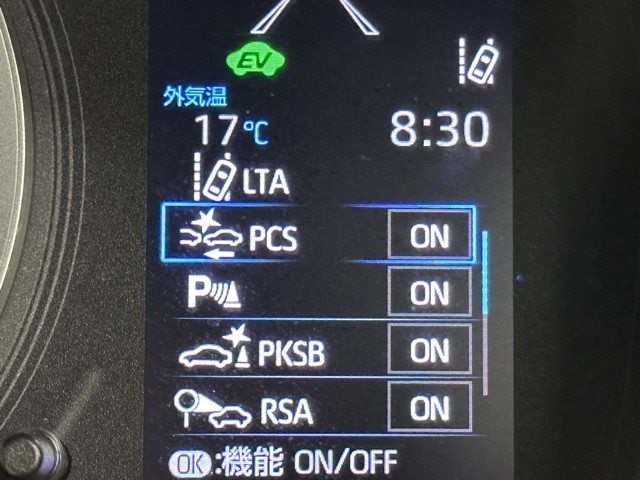 EV
外気温
17℃ 8:30
LTA
PCS ON
P ON
PKSB ON
RSA ON
OK:機能 ON/OFF